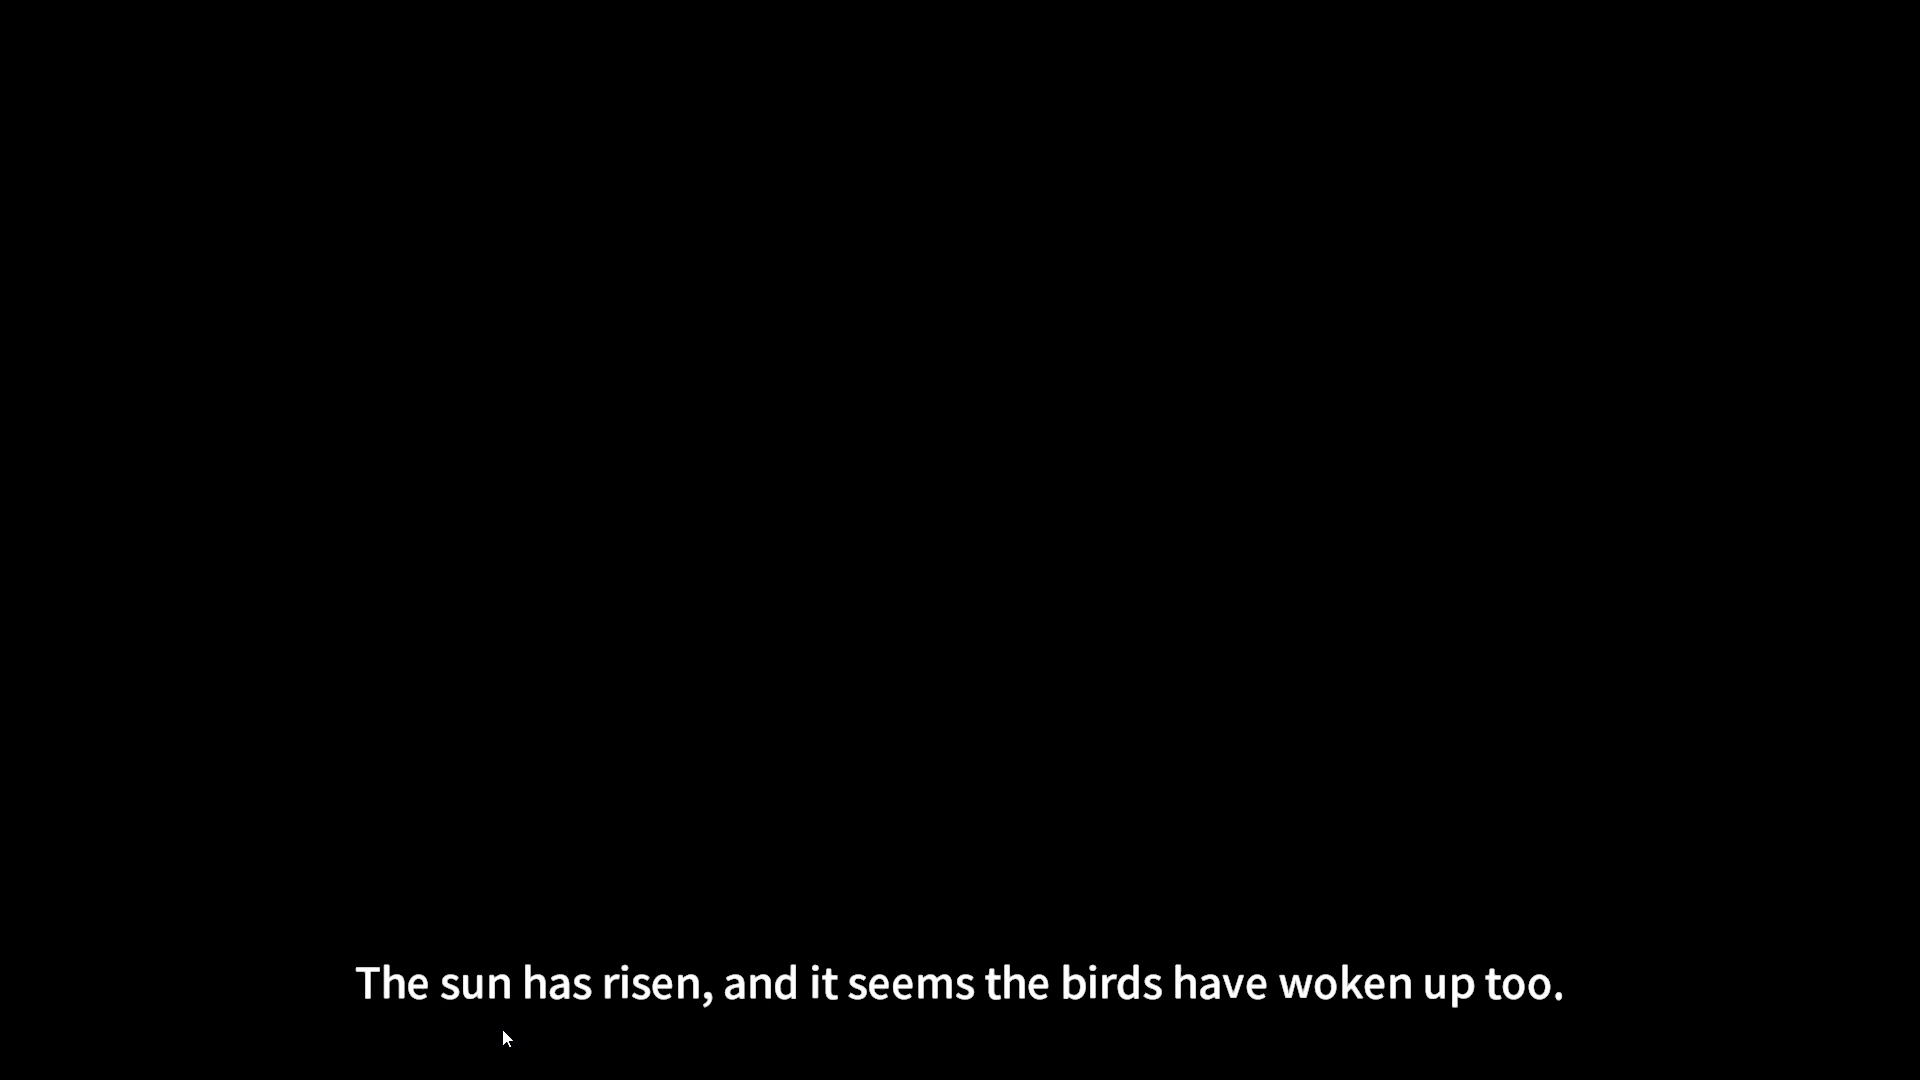 The sun has risen, and it seems the birds have woken up too.